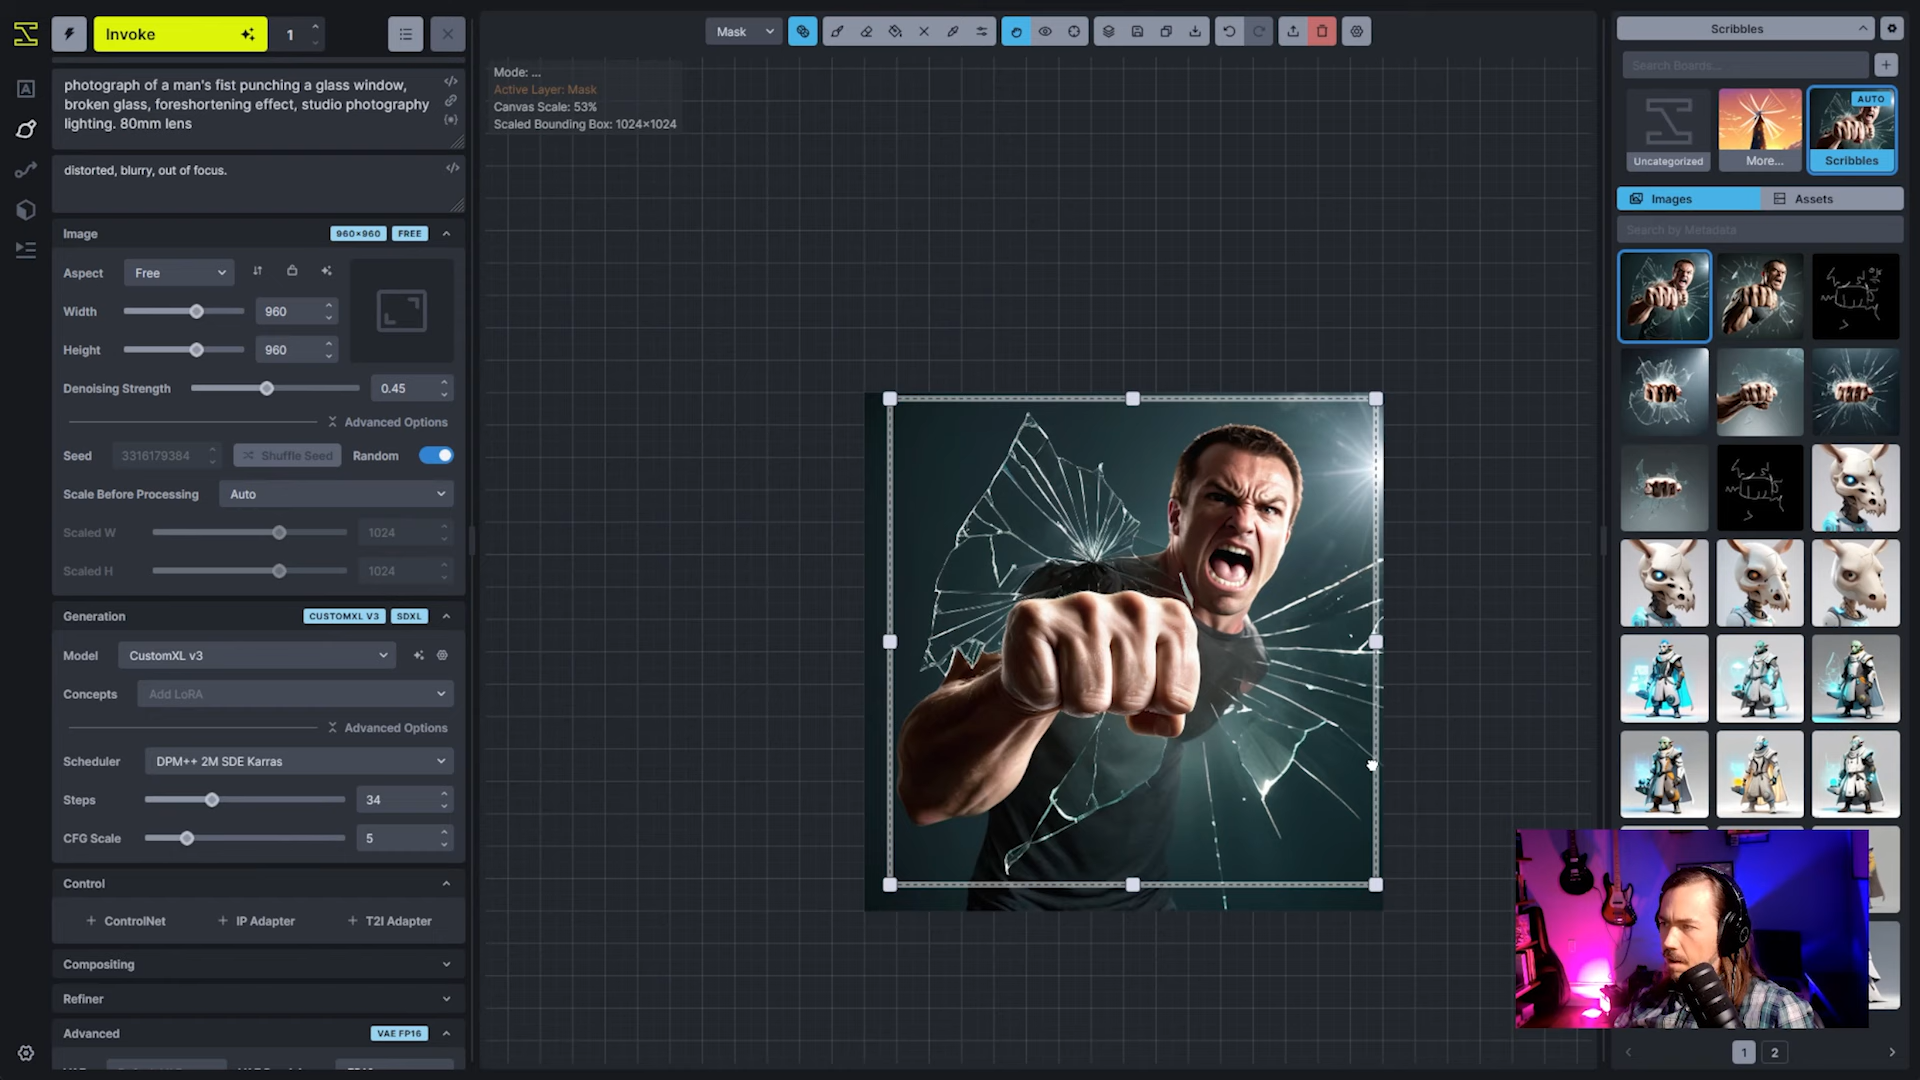 Invoke
1
photograph of a man's fist punching a glass window,
broken glass, foreshortening effect, studio photography
lighting. 80mm lens
distorted, blurry, out of focus.
Image
960×960
FREE
Aspect
Free
Width
960
Height
960
Denoising Strength
0.45
Advanced Options
Seed
3316179384
Shuffle Seed
Random
Scale Before Processing
Auto
Scaled W
1024
Scaled H
1024
Generation
CUSTOMXL V3
SDXL
Model
CustomXL v3
Concepts
Add LoRA
Advanced Options
Scheduler
DPM++ 2M SDE Karras
Steps
34
CFG Scale
5
Control
+ ControlNet
+ IP Adapter
+ T2I Adapter
Compositing
Refiner
Advanced
VAE FP16
Mask
Mode: ...
Active Layer: Mask
Canvas Scale: 53%
Scaled Bounding Box: 1024×1024
Scribbles
Search Boards...
AUTO
Uncategorized
More...
Scribbles
Images
Assets
Search by Metadata
1
2